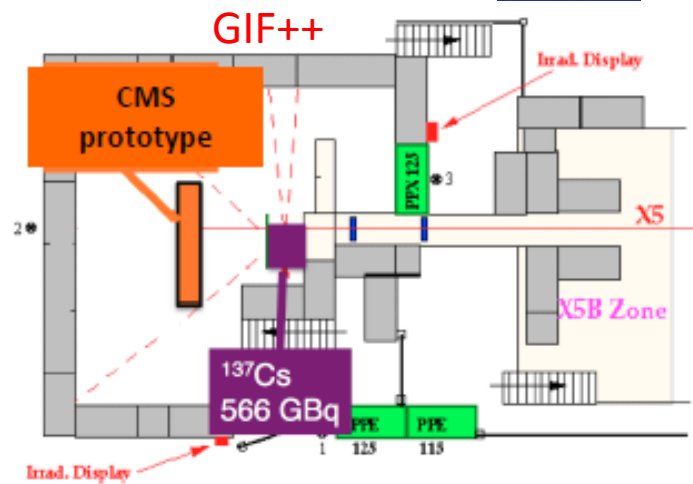 GIF++
Irrad. Display
CMS
prototype
PPX 125
3
2
X5
X5B Zone
137Cs
566 GBq
PPE
125
PPE
115
1
Irrad. Display